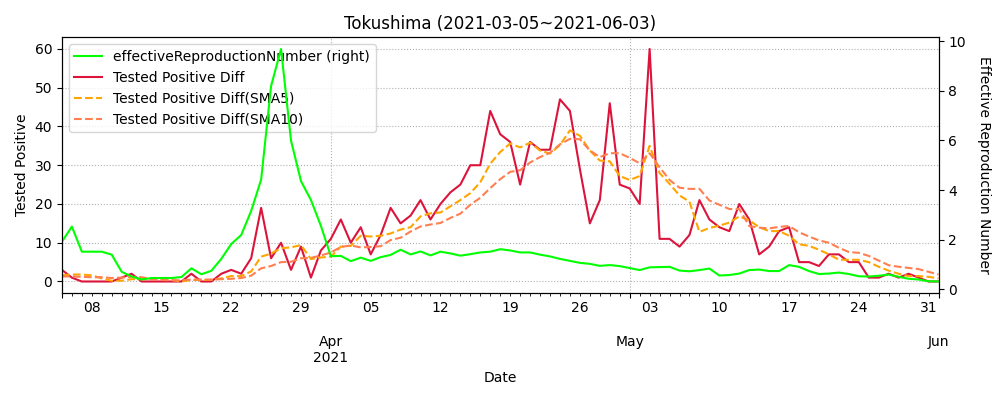 Tokushima (2021-03-05~2021-06-03)
effectiveReproductionNumber (right)
Tested Positive Diff
Tested Positive Diff(SMA5)
Tested Positive Diff(SMA10)
Tested Positive
60
50
40
30
20
10
0
10
8
6
4
2
0
Effective Reproduction Number
08 15 22 29 05 12 19 26 03 10 17 24 31
Apr May Jun
2021
Date